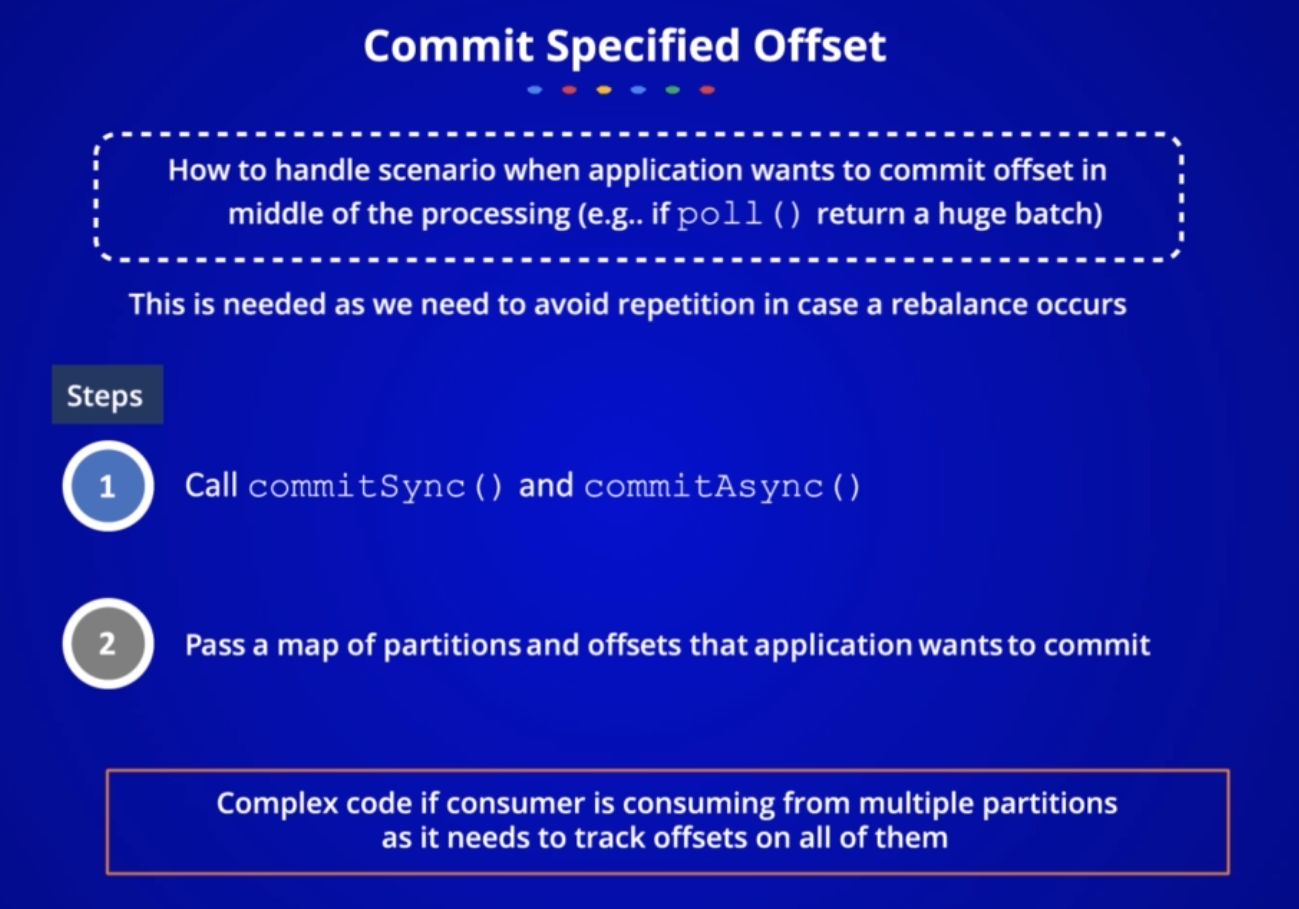 Commit Specified Offset
How to handle scenario when application wants to commit offset in
middle of the processing (e.g.. if poll() return a huge batch)
This is needed as we need to avoid repetition in case a rebalance occurs
Steps
1 Call commitSync() and commitAsync()
2 Pass a map of partitions and offsets that application wants to commit
Complex code if consumer is consuming from multiple partitions
as it needs to track offsets on all of them